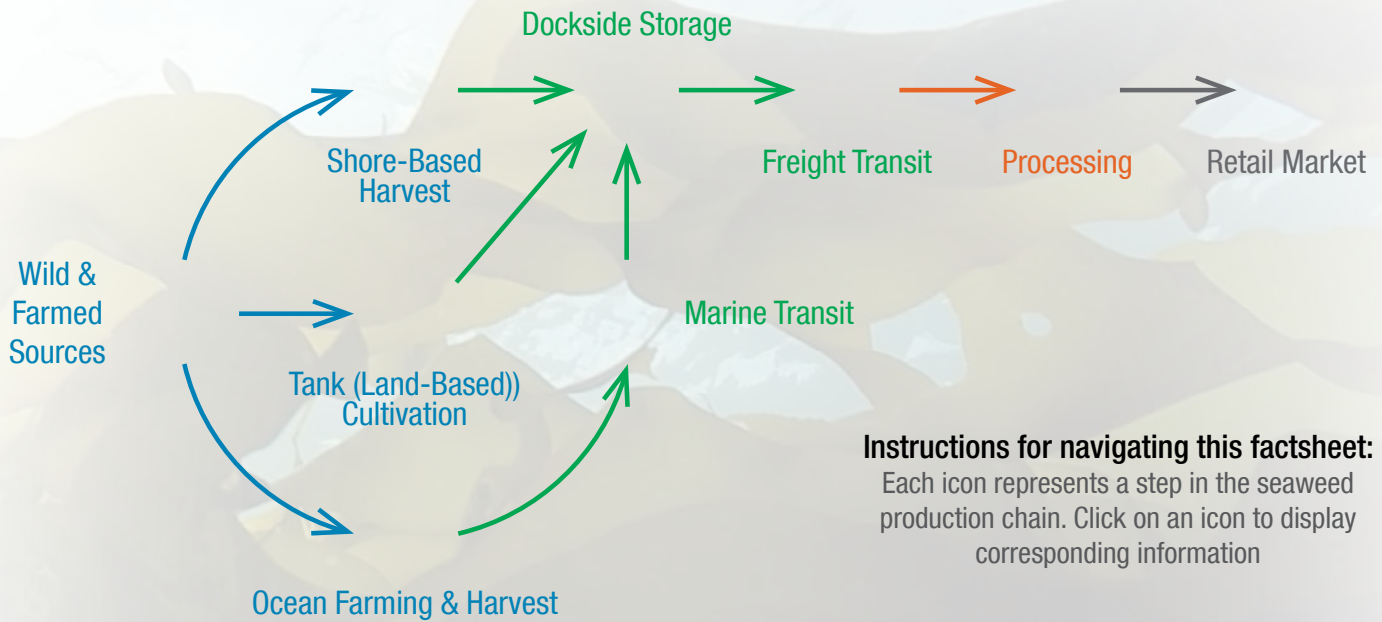 Dockside Storage
Shore-Based
Harvest
Freight Transit
Processing
Retail Market
Wild &
Farmed
Sources
Marine Transit
Tank (Land-Based))
Cultivation
Ocean Farming & Harvest
Instructions for navigating this factsheet:
Each icon represents a step in the seaweed
production chain. Click on an icon to display
corresponding information